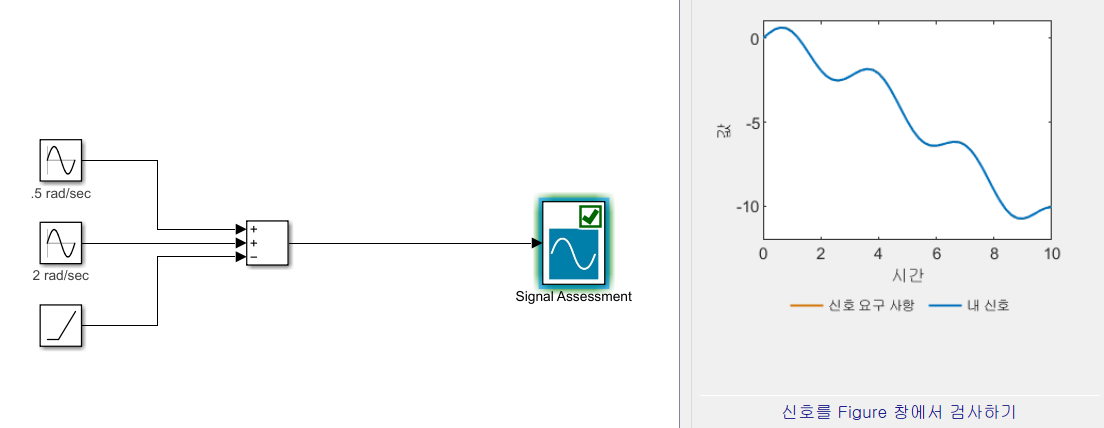 .5 rad/sec
2 rad/sec
+
+
−
Signal Assessment
0
-5
-10
값
0 2 4 6 8 10
시간
신호 요구 사항 내 신호
신호를 Figure 창에서 검사하기